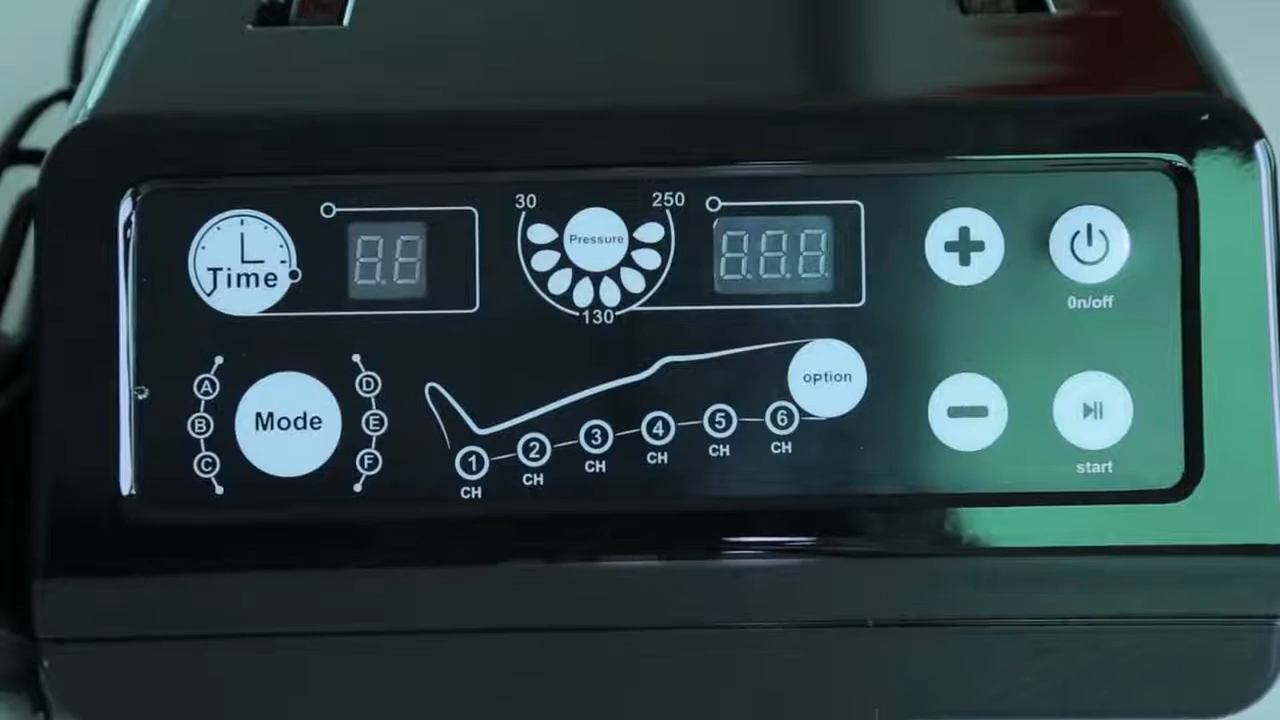 Time
30
Pressure
250
130
0n/off
A
B
C
Mode
D
E
F
option
1
CH
2
CH
3
CH
4
CH
5
CH
6
CH
start